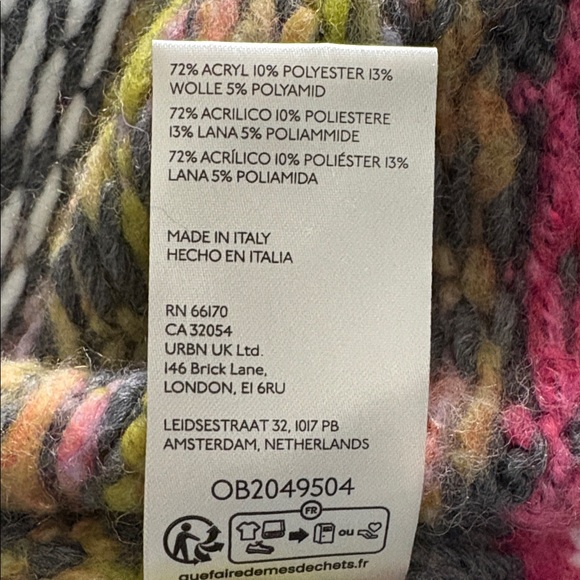 72% ACRYL 10% POLYESTER 13%
WOLLE 5% POLYAMID
72% ACRILICO 10% POLIESTERE
13% LANA 5% POLIAMMIDE
72% ACRÍLICO 10% POLIÉSTER 13%
LANA 5% POLIAMIDA
MADE IN ITALY
HECHO EN ITALIA
RN 66170
CA 32054
URBN UK Ltd.
146 Brick Lane,
LONDON, E1 6RU
LEIDSESTRAAT 32, 1017 PB
AMSTERDAM, NETHERLANDS
OB2049504
FR
ou
quefairedemesdechets.fr